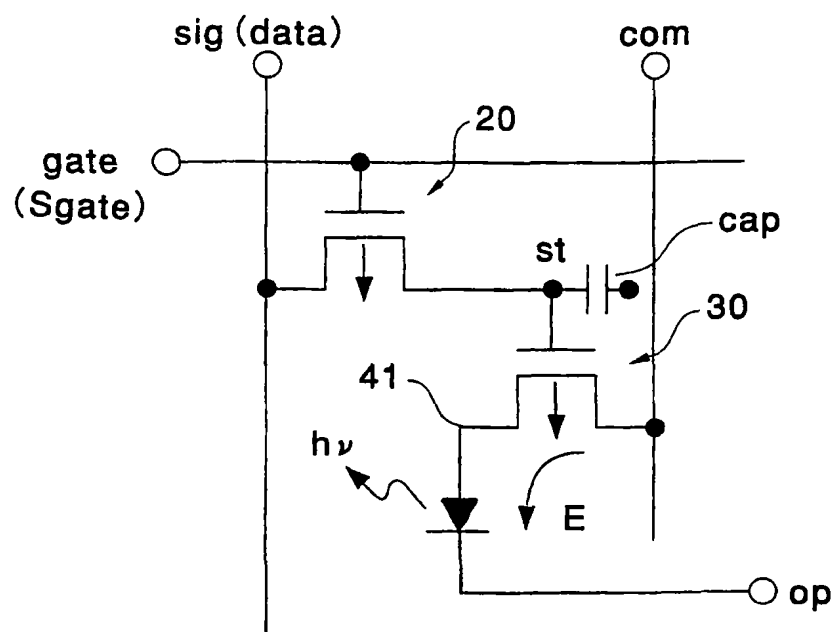 sig (data)
com
20
gate
(Sgate)
cap
st
30
41
hν
E
op